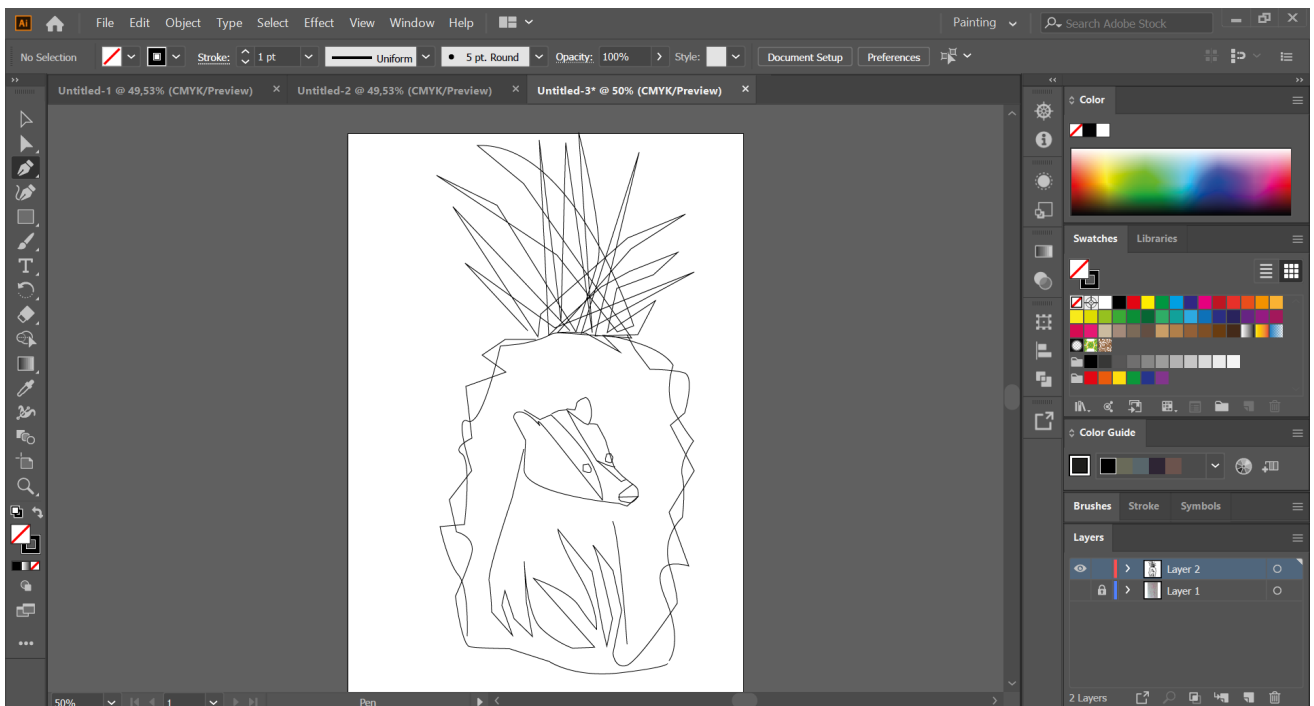 Ai File Edit Object Type Select Effect View Window Help Painting Search Adobe Stock
No Selection Stroke: 1 pt Uniform 5 pt. Round Opacity: 100% Style: Document Setup Preferences
Untitled-1 @ 49,53% (CMYK/Preview) × Untitled-2 @ 49,53% (CMYK/Preview) × Untitled-3* @ 50% (CMYK/Preview) ×
Color
Swatches Libraries
Color Guide
Brushes Stroke Symbols
Layers
Layer 2
Layer 1
50% 1 Pen
2 Layers